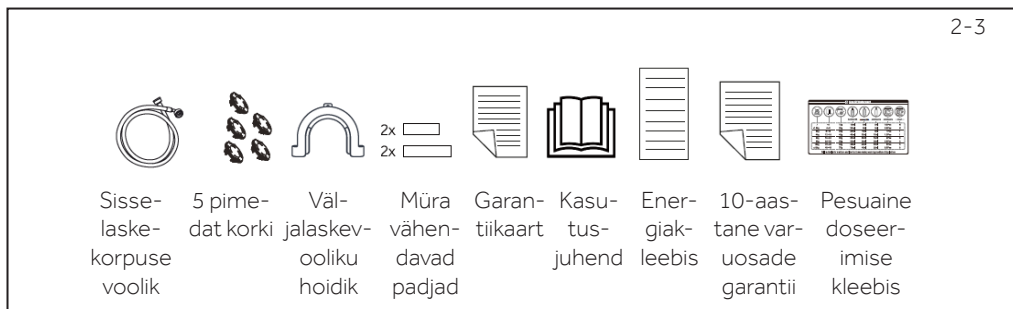 2-3
2x
2x
Sisse-
laske-
korpuse
voolik
5 pime-
dat korki
Väl-
jalaskev-
ooliku
hoidik
Müra
vähen-
davad
padjad
Garan-
tiikaart
Kasu-
tus-
juhend
Ener-
giak-
leebis
10-aas-
tane var-
uosade
garantii
Pesuaine
doseer-
imise
kleebis